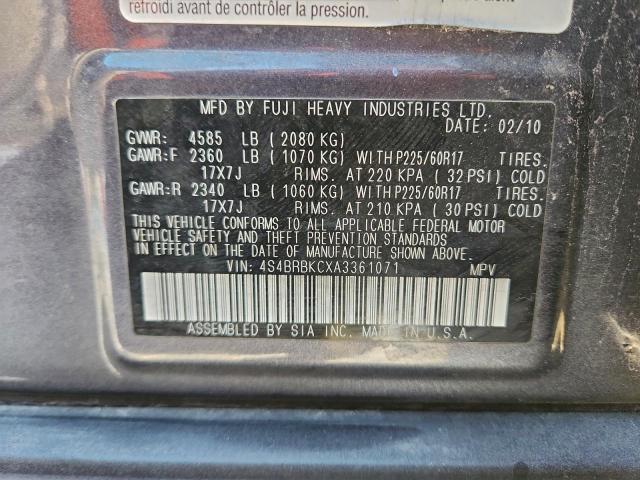 refroidi avant de contrôler la pression.
MFD BY FUJI HEAVY INDUSTRIES LTD.
DATE: 02/10
GVWR: 4585 LB (2080 KG)
GAWR:F 2360 LB (1070 KG) WITH P225/60R17 TIRES.
17X7J RIMS. AT 220 KPA (32 PSI) COLD
GAWR:R 2340 LB (1060 KG) WITH P225/60R17 TIRES.
17X7J RIMS. AT 210 KPA (30 PSI) COLD
THIS VEHICLE CONFORMS TO ALL APPLICABLE FEDERAL MOTOR
VEHICLE SAFETY AND THEFT PREVENTION STANDARDS
IN EFFECT ON THE DATE OF MANUFACTURE SHOWN ABOVE.
VIN: 4S4BRBKCXA3361071 MPV
ASSEMBLED BY SIA INC. MADE IN U.S.A.